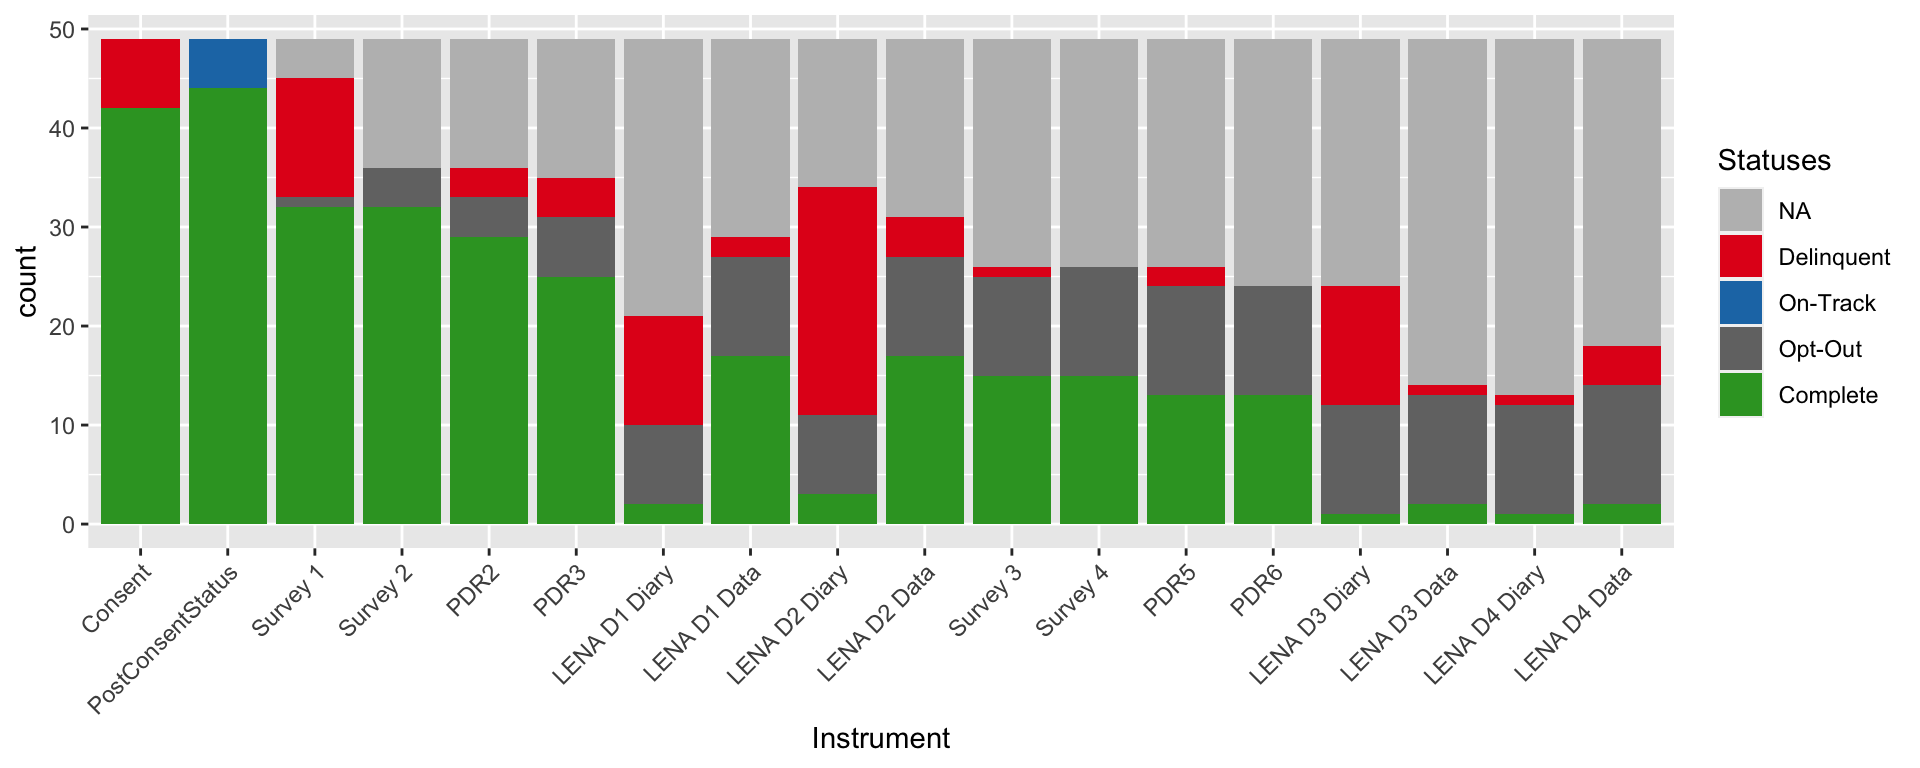 50
40
30
20
10
0
count
Consent
PostConsentStatus
Survey 1
Survey 2
PDR2
PDR3
LENA D1 Diary
LENA D1 Data
LENA D2 Diary
LENA D2 Data
Survey 3
Survey 4
PDR5
PDR6
LENA D3 Diary
LENA D3 Data
LENA D4 Diary
LENA D4 Data
Instrument
Statuses
NA
Delinquent
On-Track
Opt-Out
Complete